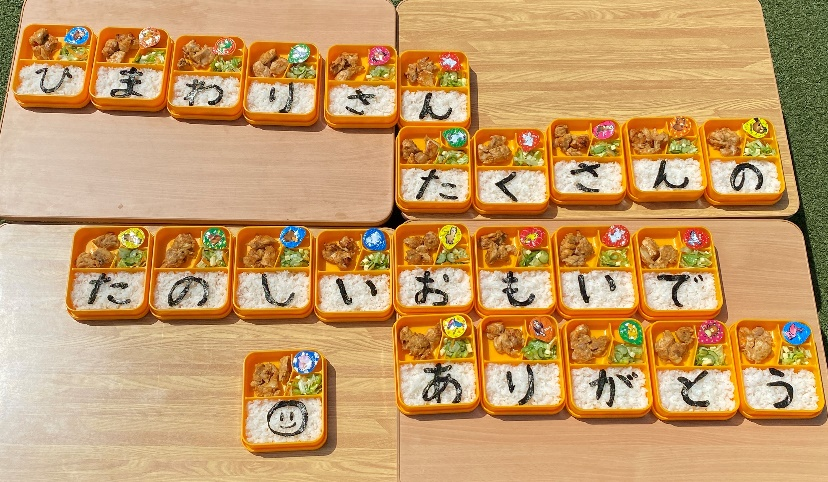 ひまわりさん
たくさんの
たのしいおもいで
ありがとう